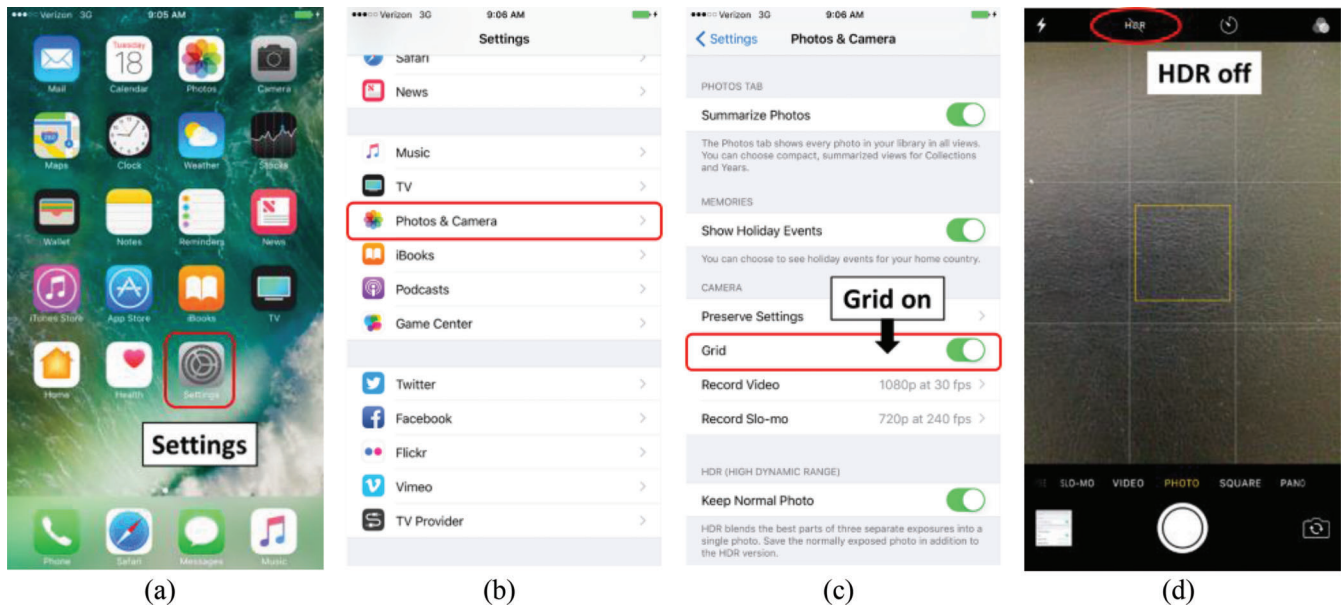 Verizon 3G 9:05 AM
Tuesday
18
Mail Calendar Photos Camera
280
Maps Clock Weather Stocks
Wallet Notes Reminders News
iTunes Store App Store iBooks TV
Home Health Settings
Settings
Phone Safari Messages Music
(a)
Verizon 3G 9:06 AM
Settings
Safari
News
Music
TV
Photos & Camera
iBooks
Podcasts
Game Center
Twitter
Facebook
Flickr
Vimeo
TV Provider
(b)
Verizon 3G 9:06 AM
Settings Photos & Camera
PHOTOS TAB
Summarize Photos
The Photos tab shows every photo in your library in all views.
You can choose compact, summarized views for Collections
and Years.
MEMORIES
Show Holiday Events
You can choose to see holiday events for your home country.
CAMERA
Grid on
Preserve Settings
Grid
Record Video 1080p at 30 fps
Record Slo-mo 720p at 240 fps
HDR (HIGH DYNAMIC RANGE)
Keep Normal Photo
HDR blends the best parts of three separate exposures into a
single photo. Save the normally exposed photo in addition to
the HDR version.
(c)
HDR
HDR off
SLO-MO VIDEO PHOTO SQUARE PANO
(d)